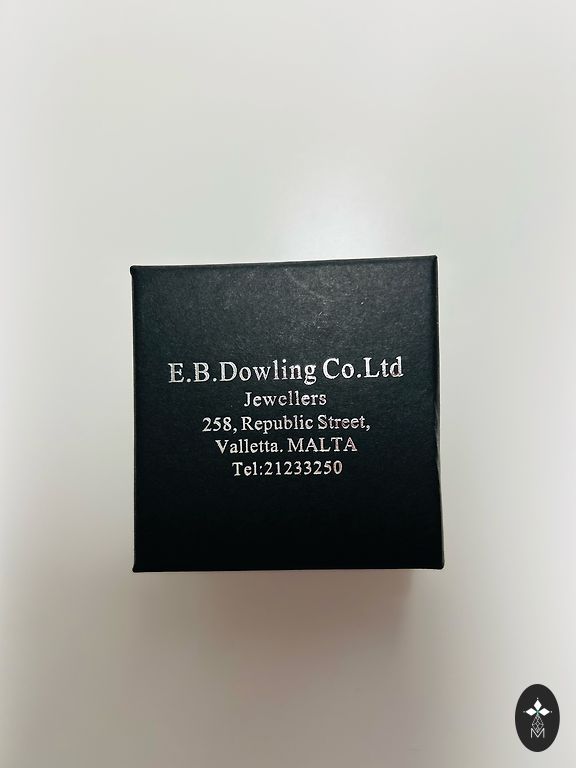 E.B.Dowling Co.Ltd
Jewellers
258, Republic Street,
Valletta. MALTA
Tel:21233250
M